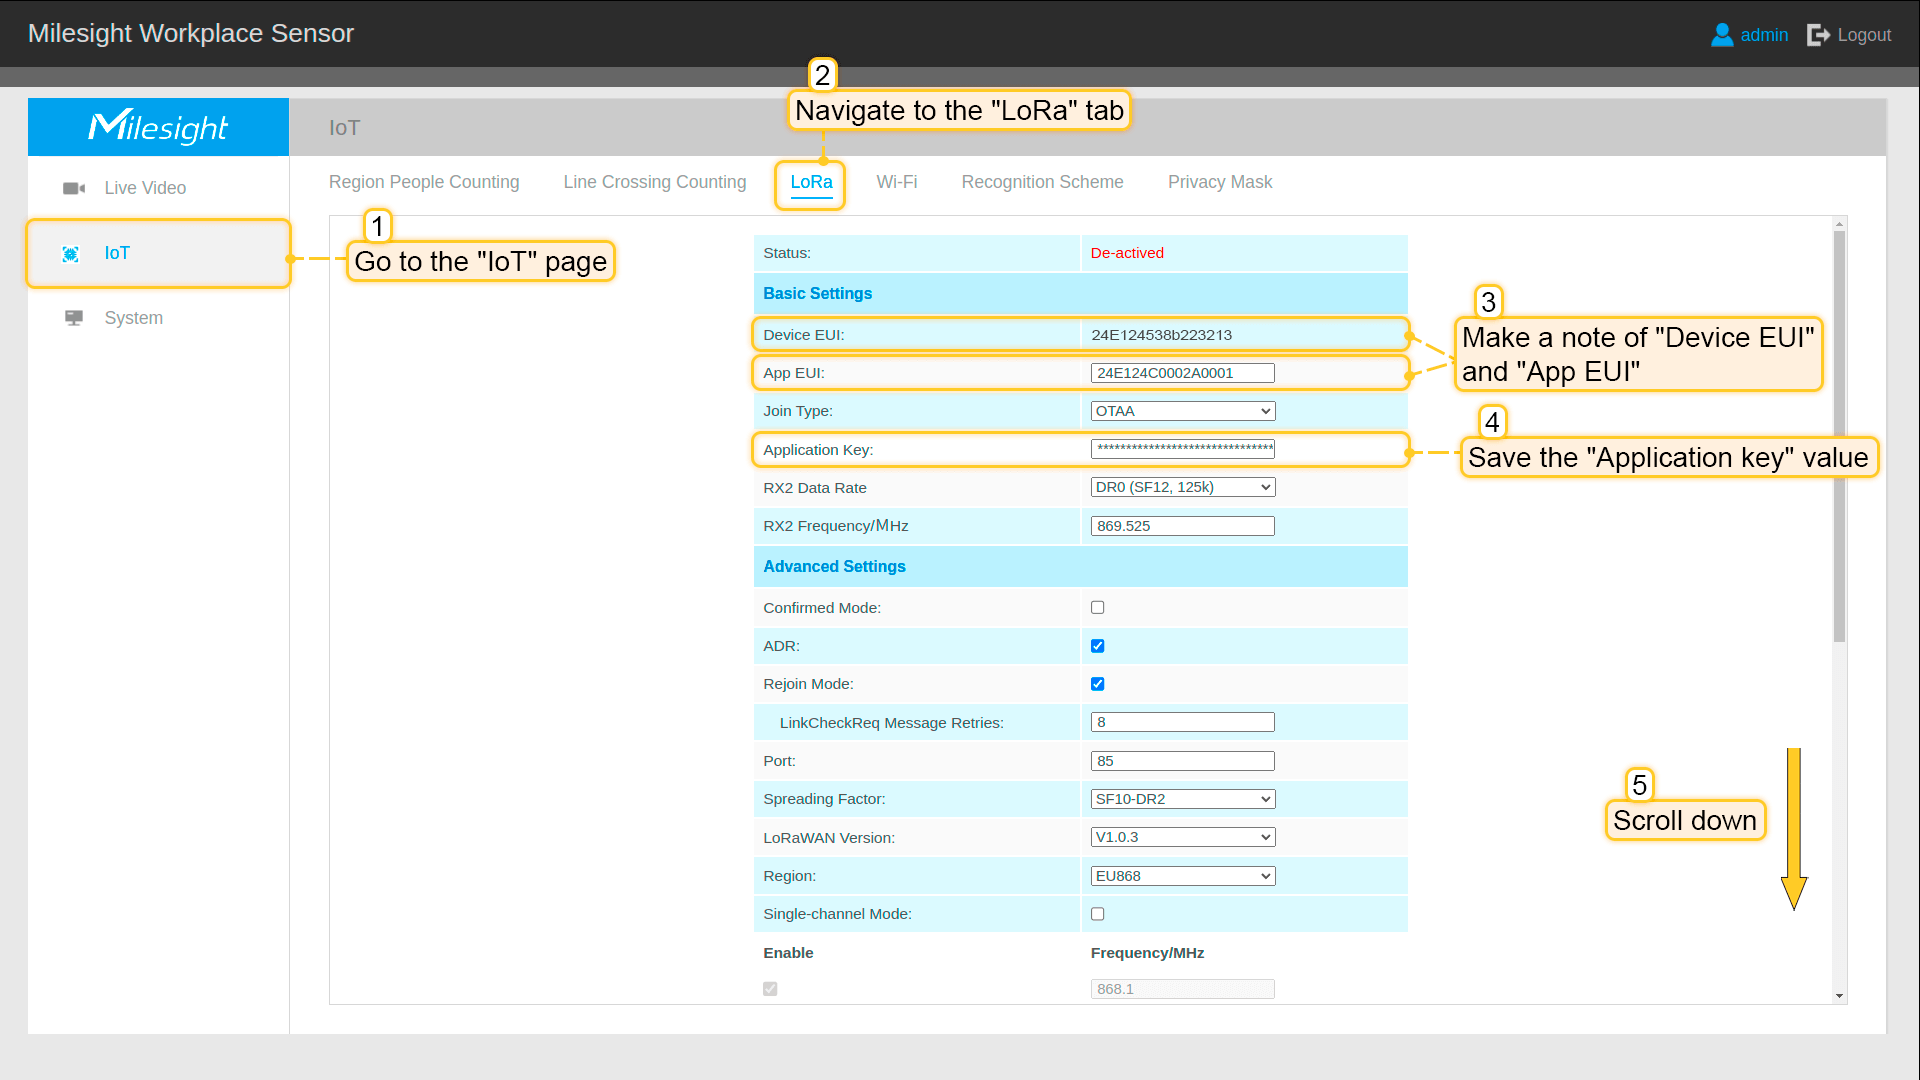 Milesight Workplace Sensor
admin
Logout
2
Navigate to the "LoRa" tab
Milesight
IoT
Live Video
IoT
System
Region People Counting
Line Crossing Counting
LoRa
Wi-Fi
Recognition Scheme
Privacy Mask
1
Go to the "IoT" page
Status: De-actived
Basic Settings
Device EUI: 24E124538b223213
App EUI: 24E124C0002A0001
3
Make a note of "Device EUI"
and "App EUI"
Join Type: OTAA
Application Key: ********************************
4
Save the "Application key" value
RX2 Data Rate DR0 (SF12, 125k)
RX2 Frequency/MHz 869.525
Advanced Settings
Confirmed Mode:
ADR:
Rejoin Mode:
LinkCheckReq Message Retries: 8
Port: 85
Spreading Factor: SF10-DR2
5
Scroll down
LoRaWAN Version: V1.0.3
Region: EU868
Single-channel Mode:
Enable Frequency/MHz
868.1